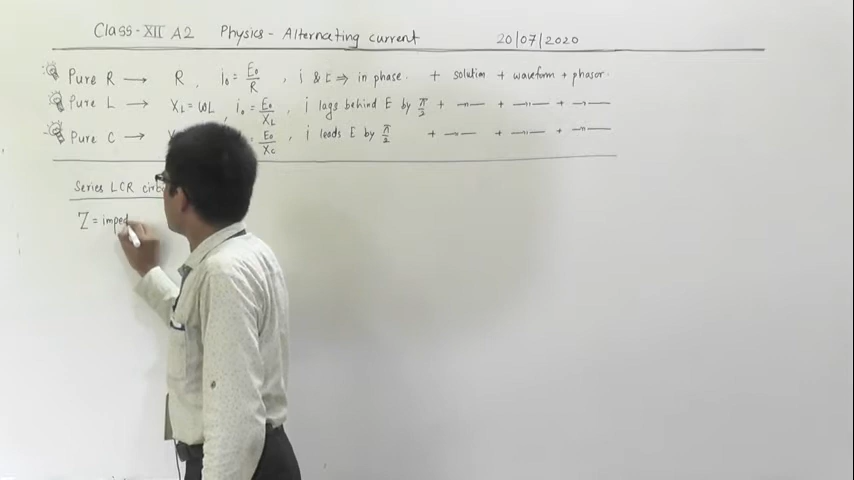 Class - XII A2 Physics - Alternating current 20/07/2020
Pure R → R, i₀ = E₀/R, i & E ⇒ in phase. + solution + waveform + phasor.
Pure L → X_L = ωL, i₀ = E₀/X_L, i lags behind E by π/2 + —〃— + —〃— + —〃—
Pure C → E₀/X_C, i leads E by π/2 + —〃— + —〃— + —〃—
Series LCR
Z = imped